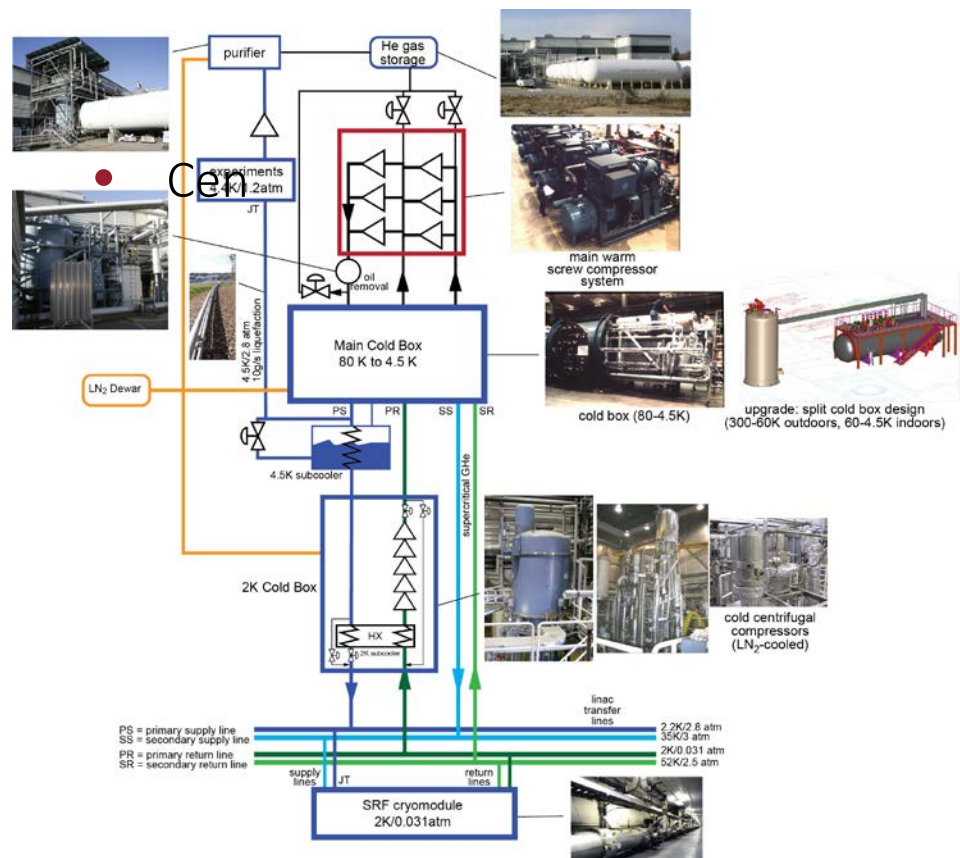 purifier
He gas
storage
experiments
4.4K/1.2atm
• Cen
JT
main warm
screw compressor
system
oil
removal
4.5K/2.8 atm
10g/s liquefaction
Main Cold Box
80 K to 4.5 K
LN₂ Dewar
PS PR SS SR
cold box (80-4.5K)
upgrade: split cold box design
(300-60K outdoors, 60-4.5K indoors)
4.5K subcooler
supercritical GHe
2K Cold Box
HX
2K subcooler
cold centrifugal
compressors
(LN₂-cooled)
linac
transfer
lines
PS = primary supply line
2.2K/2.8 atm
SS = secondary supply line
35K/3 atm
PR = primary return line
2K/0.031 atm
SR = secondary return line
52K/2.5 atm
supply
lines
JT
return
lines
SRF cryomodule
2K/0.031atm